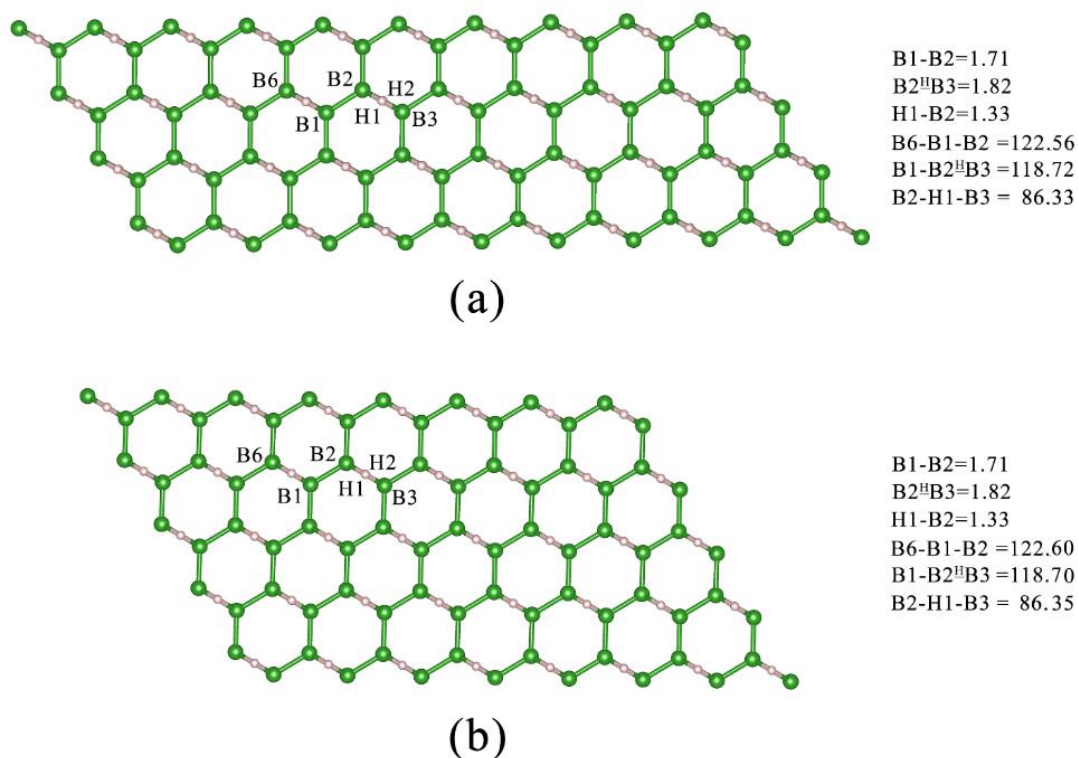 B6
B2
H2
B1
H1
B3
B1-B2=1.71
B2ᴴB3=1.82
H1-B2=1.33
B6-B1-B2 =122.56
B1-B2ᴴB3=118.72
B2-H1-B3 = 86.33
(a)
B6
B2
H2
B1
H1
B3
B1-B2=1.71
B2ᴴB3=1.82
H1-B2=1.33
B6-B1-B2 =122.60
B1-B2ᴴB3=118.70
B2-H1-B3 = 86.35
(b)